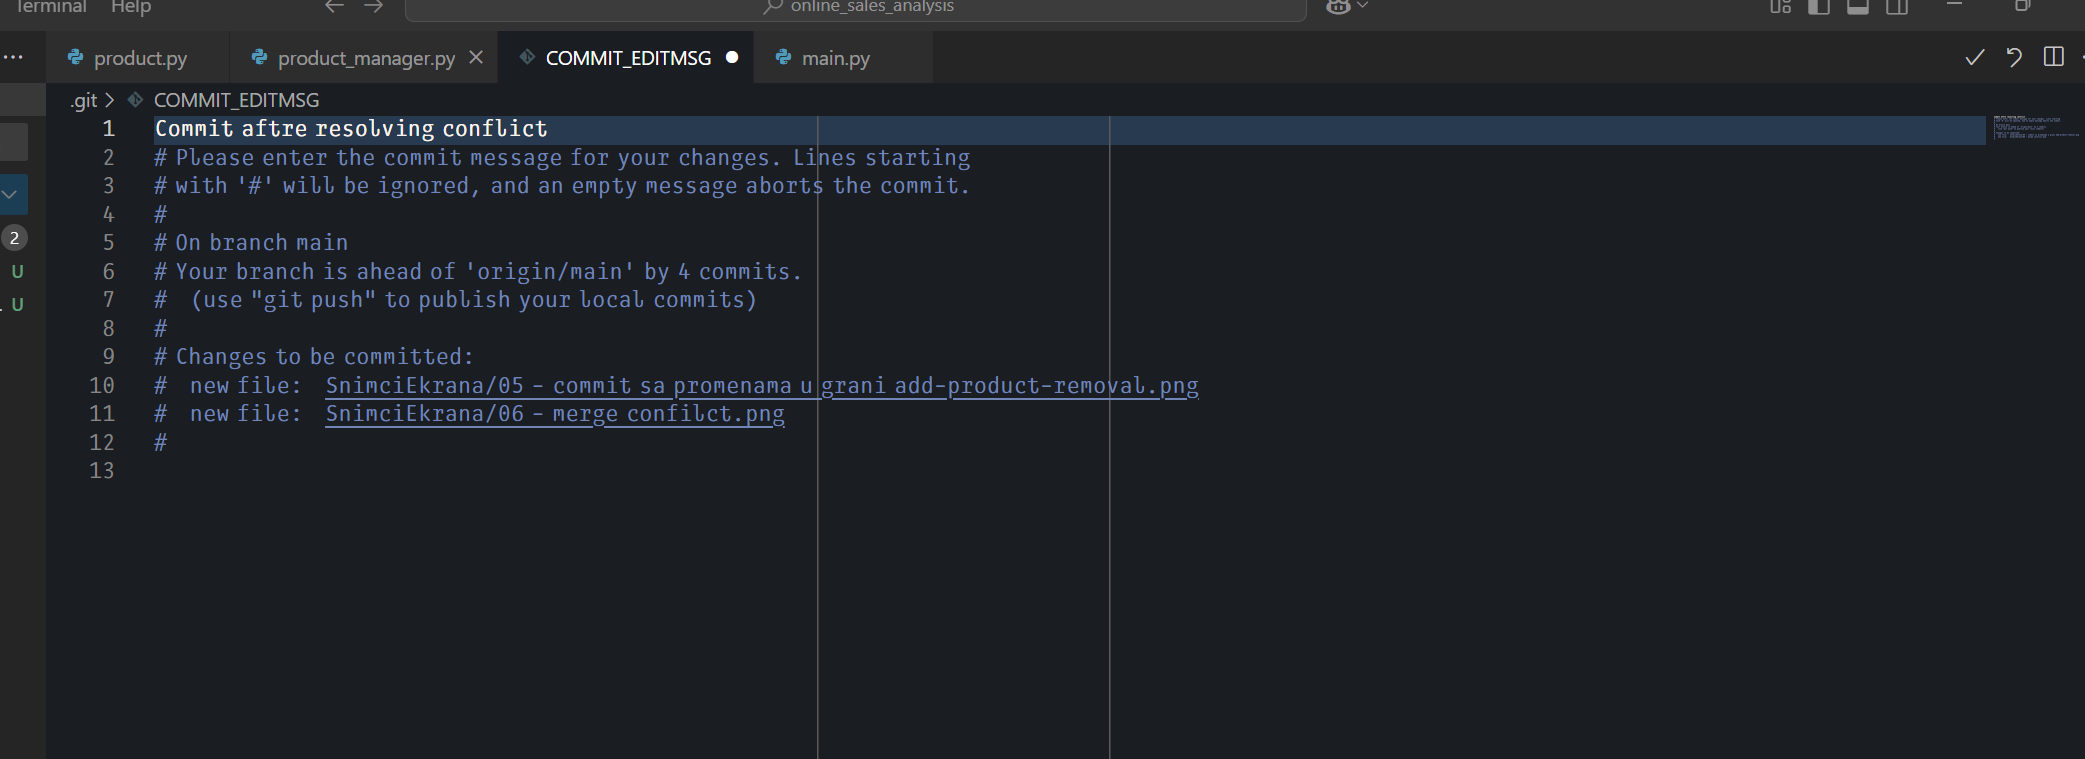 Terminal Help online_sales_analysis
product.py product_manager.py COMMIT_EDITMSG main.py
.git > COMMIT_EDITMSG
1 Commit aftre resolving conflict
2 # Please enter the commit message for your changes. Lines starting
3 # with '#' will be ignored, and an empty message aborts the commit.
4 #
5 # On branch main
6 # Your branch is ahead of 'origin/main' by 4 commits.
7 #   (use "git push" to publish your local commits)
8 #
9 # Changes to be committed:
10 #	new file:   SnimciEkrana/05 - commit sa promenama u grani add-product-removal.png
11 #	new file:   SnimciEkrana/06 - merge confilct.png
12 #
13
2
U
U